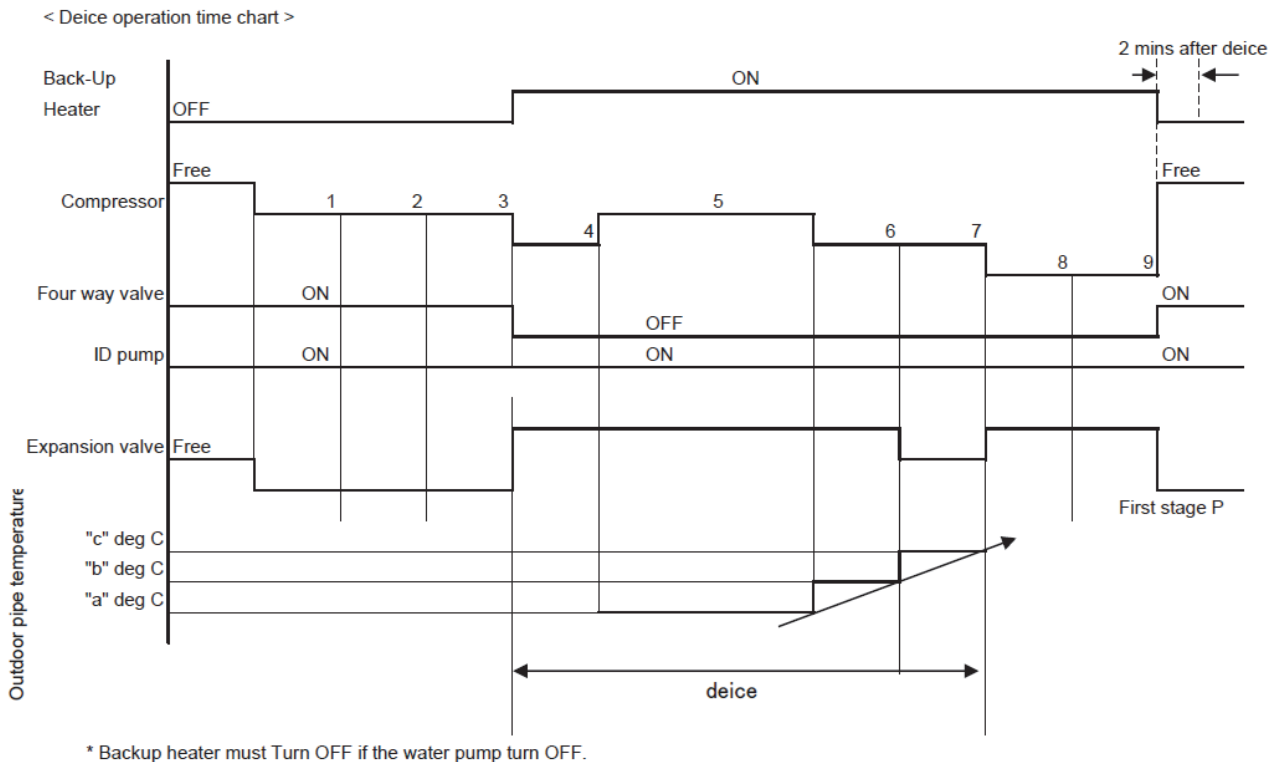 < Deice operation time chart >
2 mins after deice
Back-Up
Heater
ON
OFF
Free
Free
Compressor
1
2
3
4
5
6
7
8
9
Four way valve
ON
OFF
ON
ID pump
ON
ON
ON
Expansion valve
Free
First stage P
Outdoor pipe temperature
"c" deg C
"b" deg C
"a" deg C
deice
* Backup heater must Turn OFF if the water pump turn OFF.